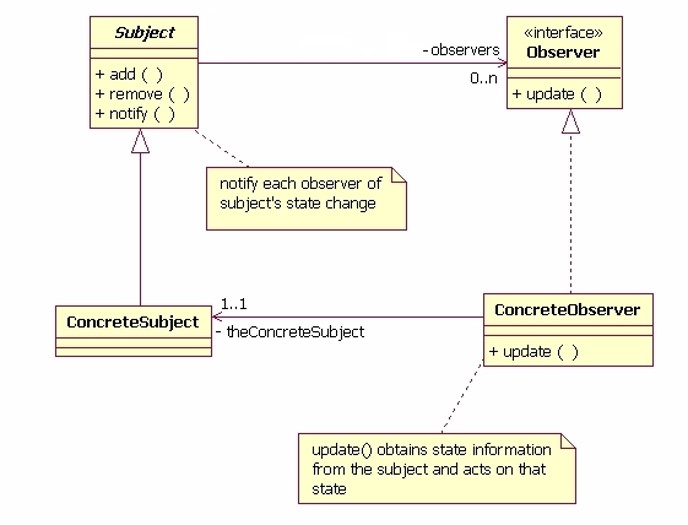 Subject
+ add ( )
+ remove ( )
+ notify ( )
- observers
0..n
«interface»
Observer
+ update ( )
notify each observer of
subject's state change
ConcreteSubject
1..1
- theConcreteSubject
ConcreteObserver
+ update ( )
update() obtains state information
from the subject and acts on that
state